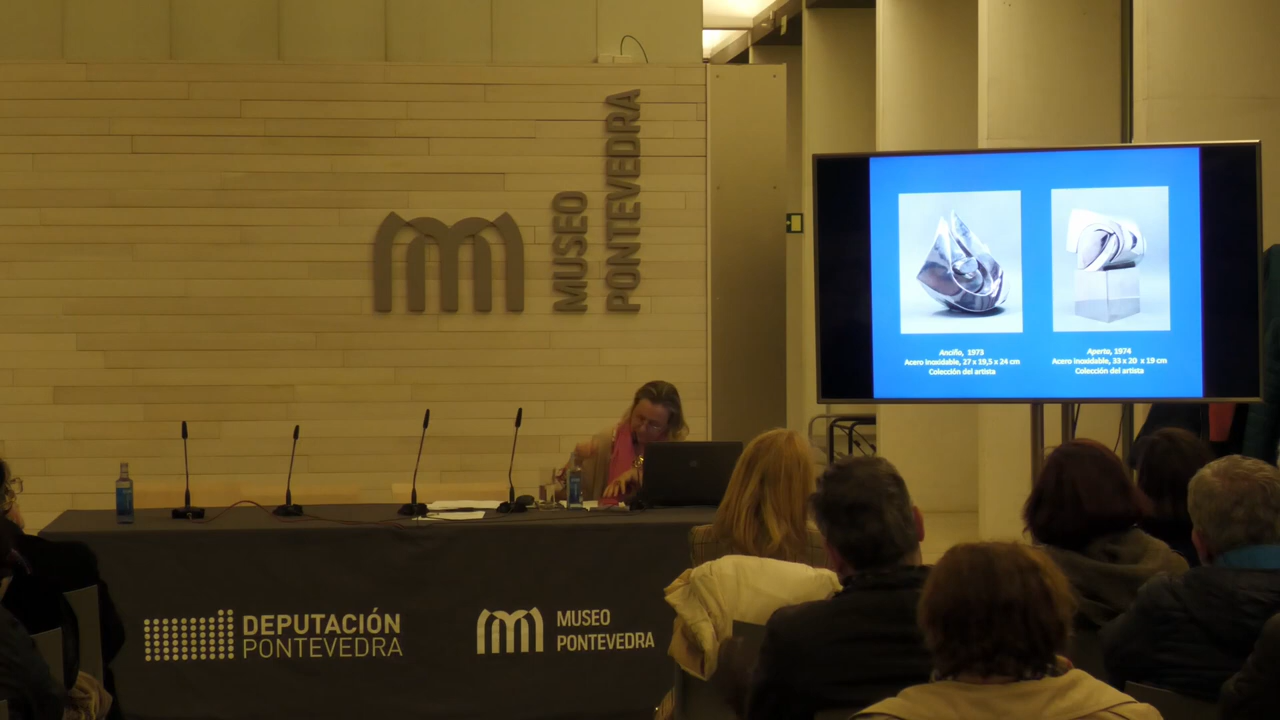 MUSEO
PONTEVEDRA
Anciño, 1973
Acero inoxidable, 27 x 19,5 x 24 cm
Colección del artista
Aperta, 1974
Acero inoxidable, 33 x 20 x 19 cm
Colección del artista
DEPUTACIÓN
PONTEVEDRA
MUSEO
PONTEVEDRA